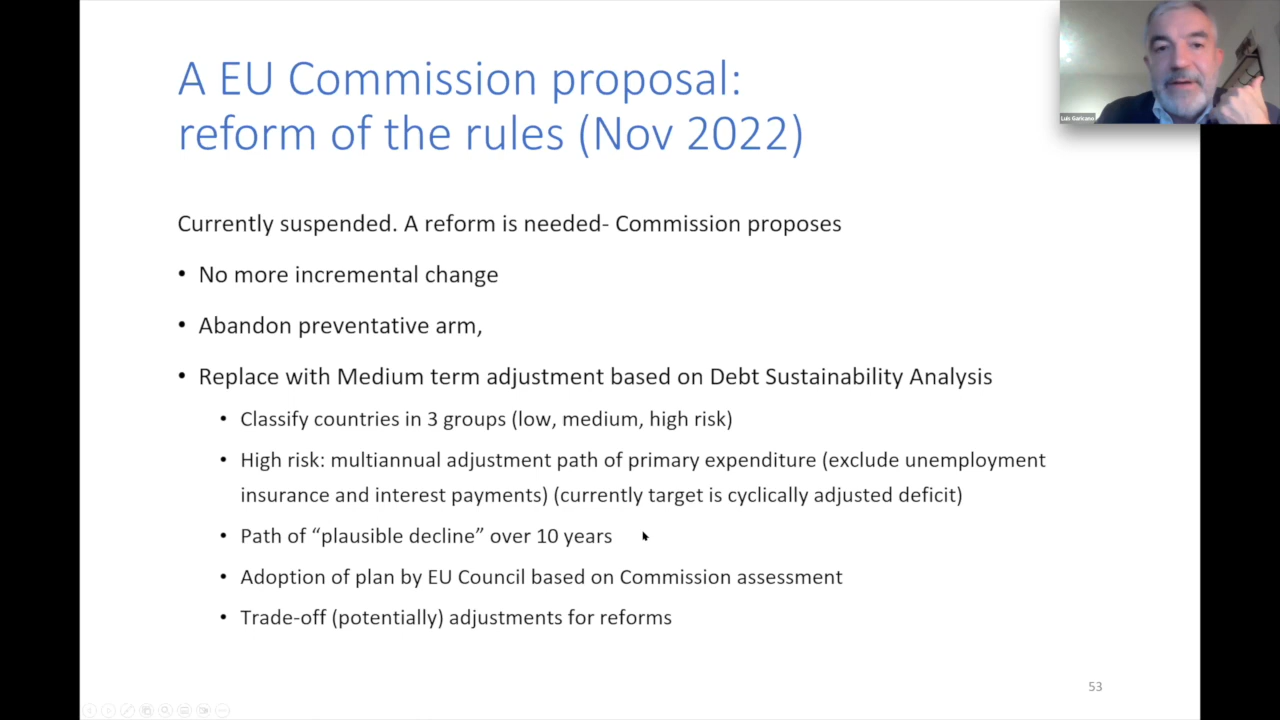 A EU Commission proposal:
reform of the rules (Nov 2022)
Luis Garicano
Currently suspended. A reform is needed- Commission proposes
• No more incremental change
• Abandon preventative arm,
• Replace with Medium term adjustment based on Debt Sustainability Analysis
• Classify countries in 3 groups (low, medium, high risk)
• High risk: multiannual adjustment path of primary expenditure (exclude unemployment
insurance and interest payments) (currently target is cyclically adjusted deficit)
• Path of “plausible decline” over 10 years
• Adoption of plan by EU Council based on Commission assessment
• Trade-off (potentially) adjustments for reforms
53